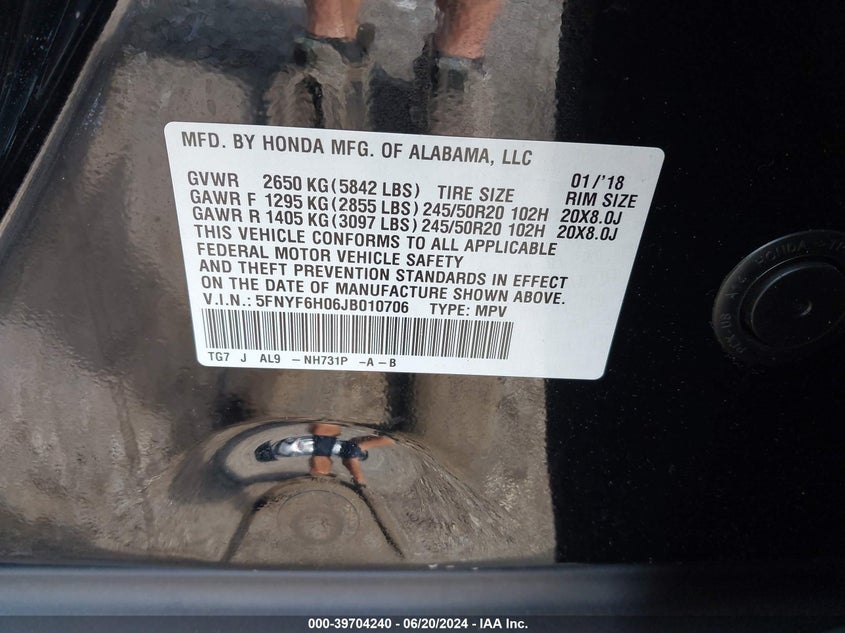 MFD. BY HONDA MFG. OF ALABAMA, LLC
GVWR 2650 KG(5842 LBS) TIRE SIZE 01/'18 RIM SIZE
GAWR F 1295 KG(2855 LBS) 245/50R20 102H 20X8.0J
GAWR R 1405 KG(3097 LBS) 245/50R20 102H 20X8.0J
THIS VEHICLE CONFORMS TO ALL APPLICABLE
FEDERAL MOTOR VEHICLE SAFETY
AND THEFT PREVENTION STANDARDS IN EFFECT
ON THE DATE OF MANUFACTURE SHOWN ABOVE.
V.I.N.: 5FNYF6H06JB010706 TYPE: MPV
TG7 J AL9 -NH731P -A-B
HONDA
000-39704240 - 06/20/2024 - IAA Inc.